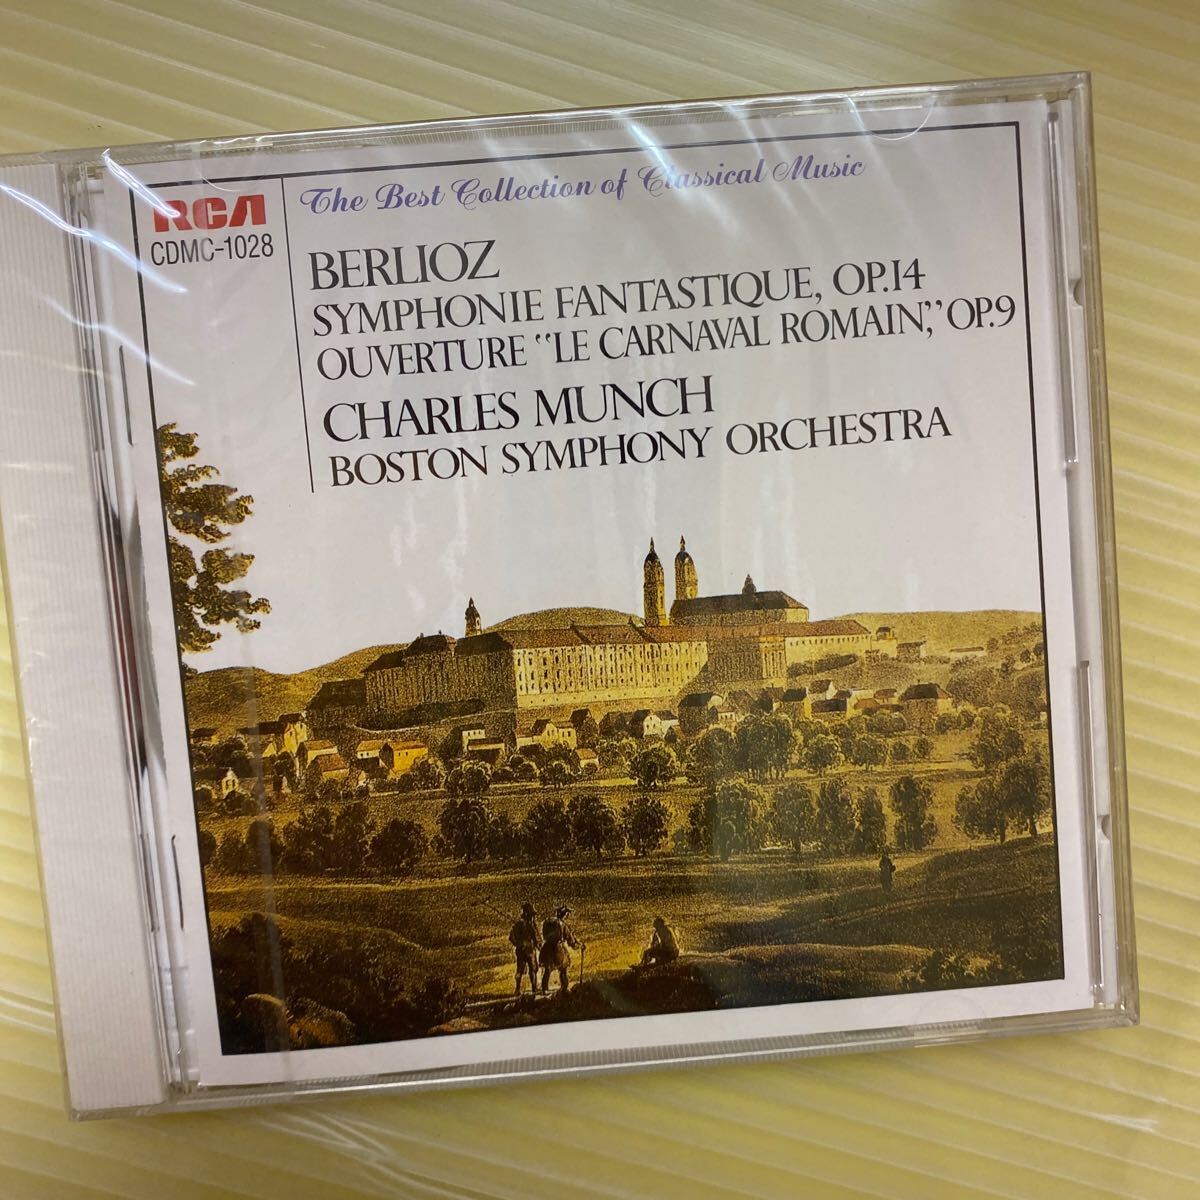 The Best Collection of Classical Music
RCA
CDMC-1028
BERLIOZ
SYMPHONIE FANTASTIQUE, OP.14
OUVERTURE “LE CARNAVAL ROMAIN,” OP.9
CHARLES MUNCH
BOSTON SYMPHONY ORCHESTRA